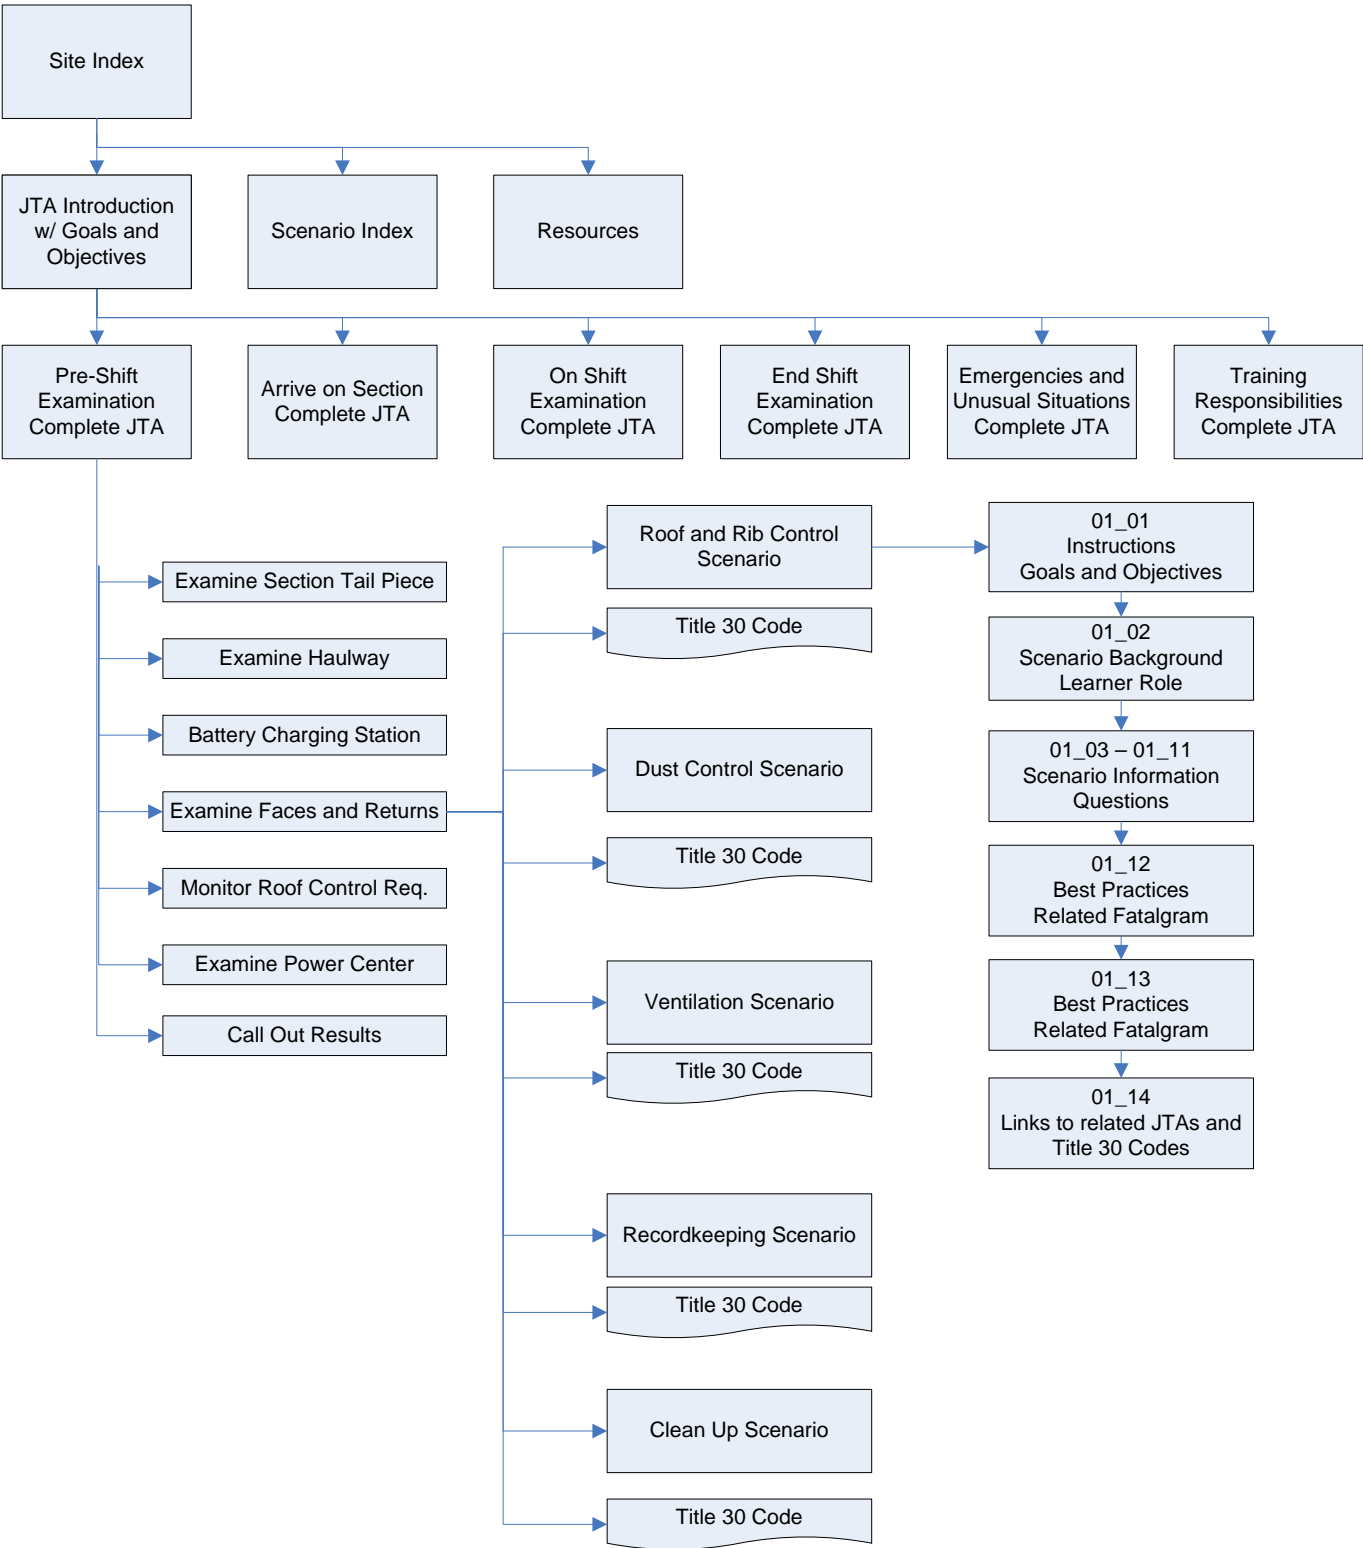 Site Index
JTA Introduction
w/ Goals and
Objectives
Scenario Index
Resources
Pre-Shift
Examination
Complete JTA
Arrive on Section
Complete JTA
On Shift
Examination
Complete JTA
End Shift
Examination
Complete JTA
Emergencies and
Unusual Situations
Complete JTA
Training
Responsibilities
Complete JTA
Examine Section Tail Piece
Examine Haulway
Battery Charging Station
Examine Faces and Returns
Monitor Roof Control Req.
Examine Power Center
Call Out Results
Roof and Rib Control
Scenario
Title 30 Code
Dust Control Scenario
Title 30 Code
Ventilation Scenario
Title 30 Code
Recordkeeping Scenario
Title 30 Code
Clean Up Scenario
Title 30 Code
01_01
Instructions
Goals and Objectives
01_02
Scenario Background
Learner Role
01_03 – 01_11
Scenario Information
Questions
01_12
Best Practices
Related Fatalgram
01_13
Best Practices
Related Fatalgram
01_14
Links to related JTAs and
Title 30 Codes